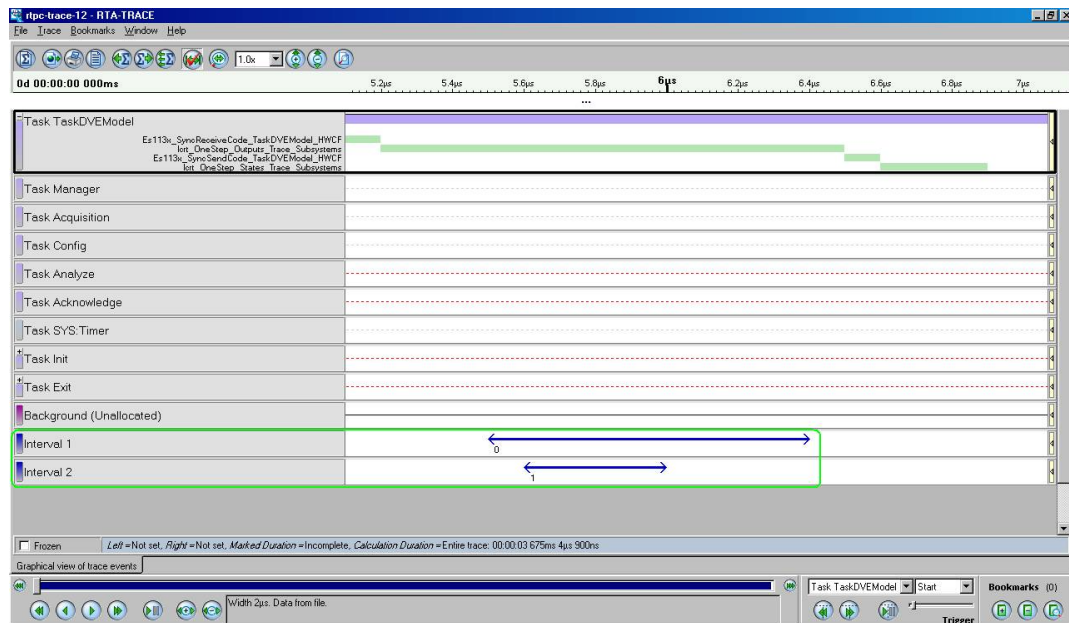 rtpc-trace-12 - RTA-TRACE
File Trace Bookmarks Window Help
1.0x
0d 00:00:00 000ms
5.2µs 5.4µs 5.6µs 5.8µs 6µs 6.2µs 6.4µs 6.6µs 6.8µs 7µs
...
Task TaskDVEModel
Es113x_SyncReceiveCode_TaskDVEModel_HWCF
lort_OneStep_Outputs_Trace_Subsystems
Es113x_SyncSendCode_TaskDVEModel_HWCF
lort_OneStep_States_Trace_Subsystems
Task Manager
Task Acquisition
Task Config
Task Analyze
Task Acknowledge
Task SYS:Timer
Task Init
Task Exit
Background (Unallocated)
Interval 1
0
Interval 2
1
Frozen Left =Not set, Right =Not set, Marked Duration =Incomplete, Calculation Duration =Entire trace: 00:00:03 675ms 4µs 900ns
Graphical view of trace events
Task TaskDVEModel Start Bookmarks (0)
Width 2µs. Data from file.
Trigger